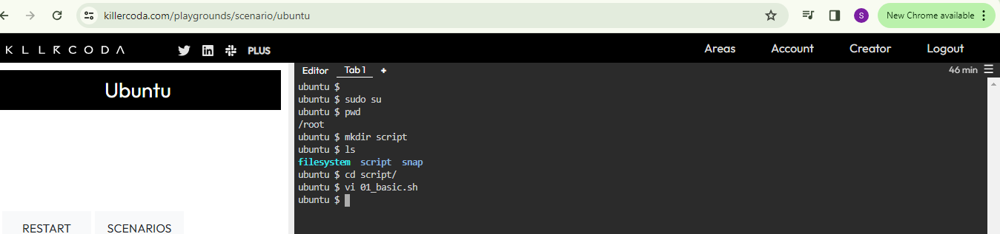 killercoda.com/playgrounds/scenario/ubuntu
S
New Chrome available
KILLERCODA
PLUS
Areas
Account
Creator
Logout
Ubuntu
RESTART
SCENARIOS
Editor
Tab 1
+
46 min
ubuntu $
ubuntu $ sudo su
ubuntu $ pwd
/root
ubuntu $ mkdir script
ubuntu $ ls
filesystem script snap
ubuntu $ cd script/
ubuntu $ vi 01_basic.sh
ubuntu $